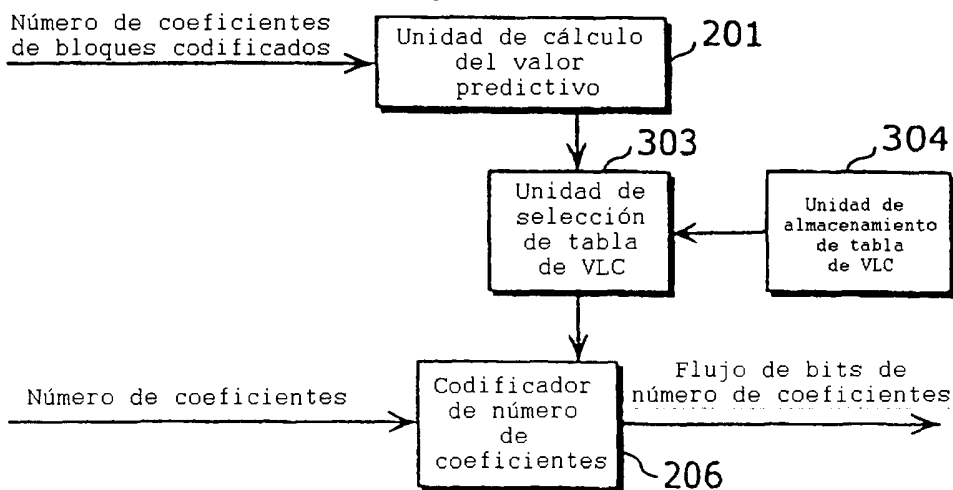 Número de coeficientes
de bloques codificados
Unidad de cálculo
del valor
predictivo
201
303
304
Unidad de
selección
de tabla
de VLC
Unidad de
almacenamiento
de tabla
de VLC
Número de coeficientes
Codificador
de número
de
coeficientes
Flujo de bits de
número de coeficientes
206